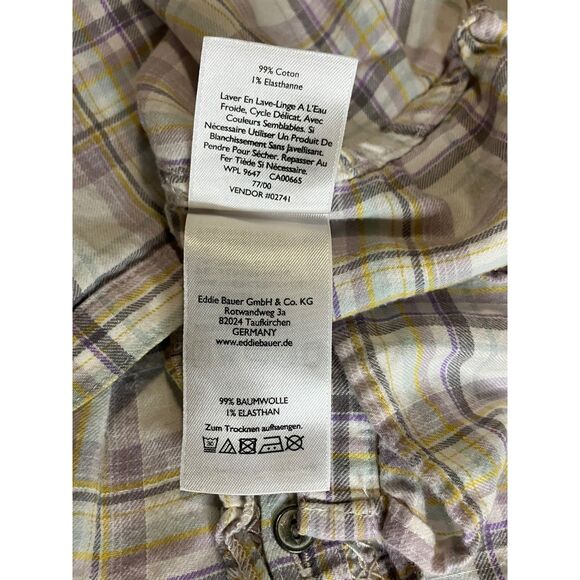 99% Cotton
1% Elasthanne
Laver En Lave-Linge A L'Eau
Froide, Cycle Délicat, Avec
Couleurs Semblables. Si
Nécessaire Utiliser Un Produit De
Blanchissement Sans Javellisant.
Pendre Pour Sècher. Repasser Au
Fer Tiède Si Nécessaire.
WPL 9647 CA00665
77/00
VENDOR #02741
Eddie Bauer GmbH & Co. KG
Rotwandweg 3a
82024 Taufkirchen
GERMANY
www.eddiebauer.de
99% BAUMWOLLE
1% ELASTHAN
Zum Trocknen aufhaengen.